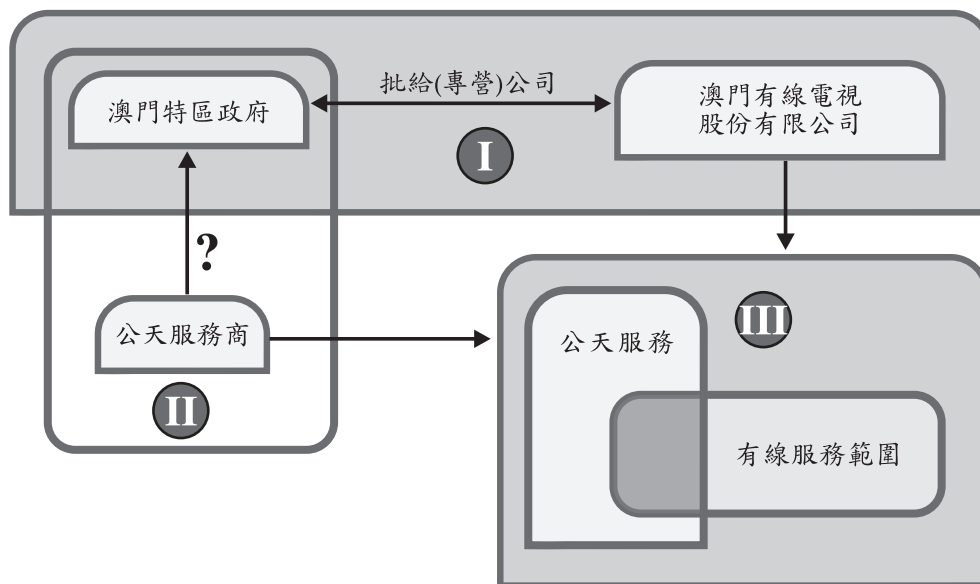 批給(專營)公司
澳門特區政府
澳門有線電視
股份有限公司
I
?
公天服務商
II
III
公天服務
有線服務範圍